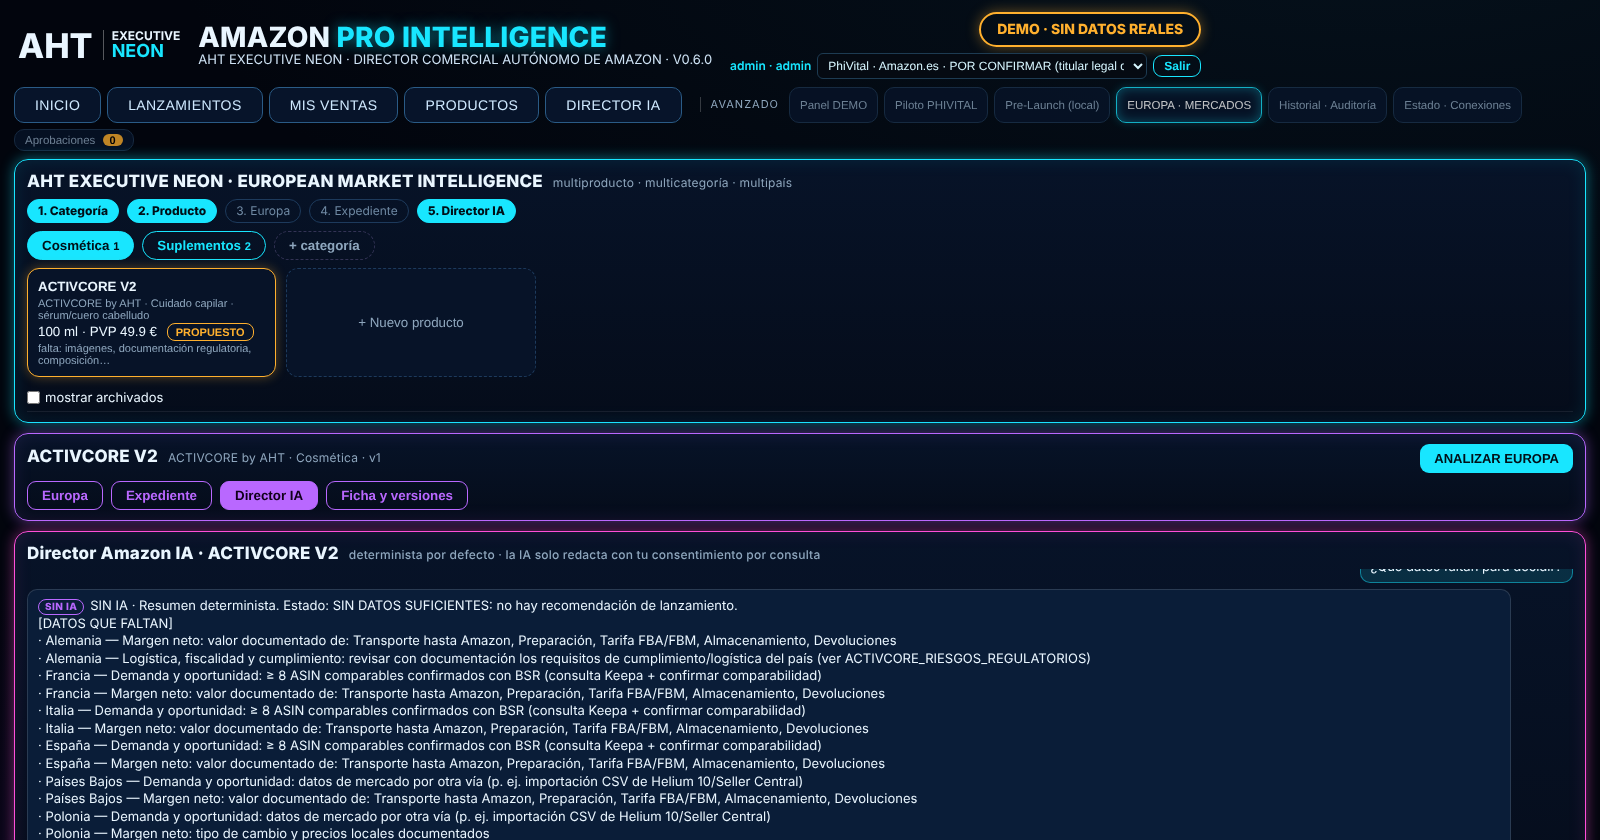 AHT
EXECUTIVE
NEON
AMAZON PRO INTELLIGENCE
AHT EXECUTIVE NEON · DIRECTOR COMERCIAL AUTÓNOMO DE AMAZON · V0.6.0
DEMO · SIN DATOS REALES
admin · admin
PhiVital · Amazon.es · POR CONFIRMAR (titular legal
Salir
INICIO
LANZAMIENTOS
MIS VENTAS
PRODUCTOS
DIRECTOR IA
AVANZADO
Panel DEMO
Piloto PHIVITAL
Pre-Launch (local)
EUROPA · MERCADOS
Historial · Auditoría
Estado · Conexiones
Aprobaciones 0
AHT EXECUTIVE NEON · EUROPEAN MARKET INTELLIGENCE multiproducto · multicategoría · multipaís
1. Categoría
2. Producto
3. Europa
4. Expediente
5. Director IA
Cosmética 1
Suplementos 2
+ categoría
ACTIVCORE V2
ACTIVCORE by AHT · Cuidado capilar ·
sérum/cuero cabelludo
100 ml · PVP 49.9 € PROPUESTO
falta: imágenes, documentación regulatoria,
composición…
+ Nuevo producto
mostrar archivados
ACTIVCORE V2 ACTIVCORE by AHT · Cosmética · v1
ANALIZAR EUROPA
Europa
Expediente
Director IA
Ficha y versiones
Director Amazon IA · ACTIVCORE V2 determinista por defecto · la IA solo redacta con tu consentimiento por consulta
¿Qué datos faltan para decidir?
SIN IA SIN IA · Resumen determinista. Estado: SIN DATOS SUFICIENTES: no hay recomendación de lanzamiento.
[DATOS QUE FALTAN]
· Alemania — Margen neto: valor documentado de: Transporte hasta Amazon, Preparación, Tarifa FBA/FBM, Almacenamiento, Devoluciones
· Alemania — Logística, fiscalidad y cumplimiento: revisar con documentación los requisitos de cumplimiento/logística del país (ver ACTIVCORE_RIESGOS_REGULATORIOS)
· Francia — Demanda y oportunidad: ≥ 8 ASIN comparables confirmados con BSR (consulta Keepa + confirmar comparabilidad)
· Francia — Margen neto: valor documentado de: Transporte hasta Amazon, Preparación, Tarifa FBA/FBM, Almacenamiento, Devoluciones
· Italia — Demanda y oportunidad: ≥ 8 ASIN comparables confirmados con BSR (consulta Keepa + confirmar comparabilidad)
· Italia — Margen neto: valor documentado de: Transporte hasta Amazon, Preparación, Tarifa FBA/FBM, Almacenamiento, Devoluciones
· España — Demanda y oportunidad: ≥ 8 ASIN comparables confirmados con BSR (consulta Keepa + confirmar comparabilidad)
· España — Margen neto: valor documentado de: Transporte hasta Amazon, Preparación, Tarifa FBA/FBM, Almacenamiento, Devoluciones
· Países Bajos — Demanda y oportunidad: datos de mercado por otra vía (p. ej. importación CSV de Helium 10/Seller Central)
· Países Bajos — Margen neto: valor documentado de: Transporte hasta Amazon, Preparación, Tarifa FBA/FBM, Almacenamiento, Devoluciones
· Polonia — Demanda y oportunidad: datos de mercado por otra vía (p. ej. importación CSV de Helium 10/Seller Central)
· Polonia — Margen neto: tipo de cambio y precios locales documentados